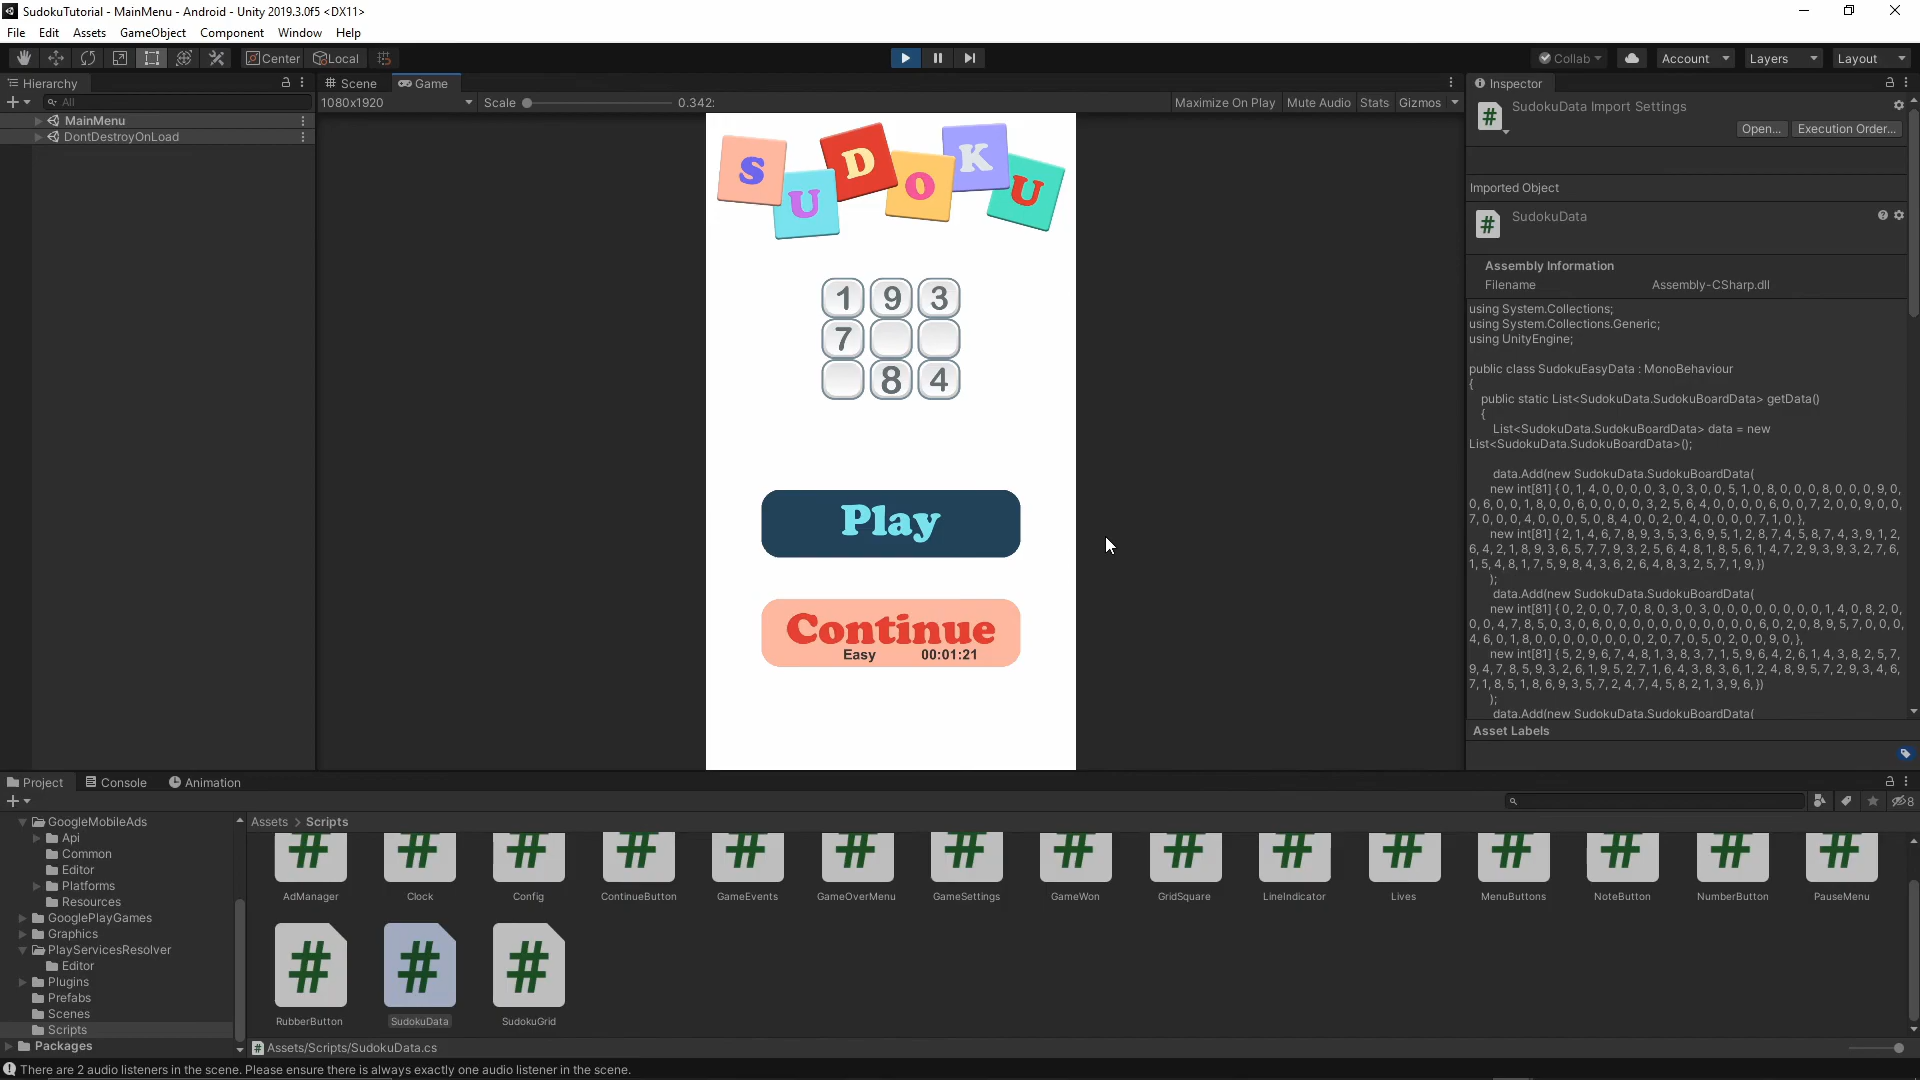 SudokuTutorial - MainMenu - Android - Unity 2019.3.0f5 <DX11>
File Edit Assets GameObject Component Window Help
Center Local
Collab Account Layers Layout
Hierarchy
All
MainMenu
DontDestroyOnLoad
Scene Game
1080x1920 Scale 0.342: Maximize On Play Mute Audio Stats Gizmos
S U D O K U
1 9 3
7
8 4
Play
Continue
Easy 00:01:21
Inspector
SudokuData Import Settings
Open... Execution Order...
Imported Object
SudokuData
Assembly Information
Filename Assembly-CSharp.dll
using System.Collections;
using System.Collections.Generic;
using UnityEngine;
public class SudokuEasyData : MonoBehaviour
{
public static List<SudokuData.SudokuBoardData> getData()
{
List<SudokuData.SudokuBoardData> data = new
List<SudokuData.SudokuBoardData>();
data.Add(new SudokuData.SudokuBoardData(
new int[81] { 0, 1, 4, 0, 0, 0, 0, 3, 0, 3, 0, 0, 5, 1, 0, 8, 0, 0, 0, 8, 0, 0, 0, 9, 0,
0, 6, 0, 0, 1, 8, 0, 0, 6, 0, 0, 0, 0, 3, 2, 5, 6, 4, 0, 0, 0, 0, 6, 0, 0, 7, 2, 0, 0, 9, 0, 0,
7, 0, 0, 0, 4, 0, 0, 0, 5, 0, 8, 4, 0, 0, 2, 0, 4, 0, 0, 0, 0, 7, 1, 0, },
new int[81] { 2, 1, 4, 6, 7, 8, 9, 3, 5, 3, 6, 9, 5, 1, 2, 8, 7, 4, 5, 8, 7, 4, 3, 9, 1, 2,
6, 4, 2, 1, 8, 9, 3, 6, 5, 7, 7, 9, 3, 2, 5, 6, 4, 8, 1, 8, 5, 6, 1, 4, 7, 2, 9, 3, 9, 3, 2, 7, 6,
1, 5, 4, 8, 1, 7, 5, 9, 8, 4, 3, 6, 2, 6, 4, 8, 3, 2, 5, 7, 1, 9, })
);
data.Add(new SudokuData.SudokuBoardData(
new int[81] { 0, 2, 0, 0, 7, 0, 8, 0, 3, 0, 3, 0, 0, 0, 0, 0, 0, 0, 0, 1, 4, 0, 8, 2, 0,
0, 0, 4, 7, 8, 5, 0, 3, 0, 6, 0, 0, 0, 0, 0, 0, 0, 0, 0, 0, 0, 6, 0, 2, 0, 8, 9, 5, 7, 0, 0, 0,
4, 6, 0, 1, 8, 0, 0, 0, 0, 0, 0, 0, 0, 2, 0, 7, 0, 5, 0, 2, 0, 0, 9, 0, },
new int[81] { 5, 2, 9, 6, 7, 4, 8, 1, 3, 8, 3, 7, 1, 5, 9, 6, 4, 2, 6, 1, 4, 3, 8, 2, 5, 7,
9, 4, 7, 8, 5, 9, 3, 2, 6, 1, 9, 5, 2, 7, 1, 6, 4, 3, 8, 3, 6, 1, 2, 4, 8, 9, 5, 7, 2, 9, 3, 4, 6,
7, 1, 8, 5, 1, 8, 6, 9, 3, 5, 7, 2, 4, 7, 4, 5, 8, 2, 1, 3, 9, 6, })
);
data.Add(new SudokuData.SudokuBoardData(
Asset Labels
Project Console Animation
8
GoogleMobileAds
Api
Common
Editor
Platforms
Resources
GooglePlayGames
Graphics
PlayServicesResolver
Editor
Plugins
Prefabs
Scenes
Scripts
Packages
Assets > Scripts
AdManager Clock Config ContinueButton GameEvents GameOverMenu GameSettings GameWon GridSquare LineIndicator Lives MenuButtons NoteButton NumberButton PauseMenu
RubberButton SudokuData SudokuGrid
Assets/Scripts/SudokuData.cs
There are 2 audio listeners in the scene. Please ensure there is always exactly one audio listener in the scene.